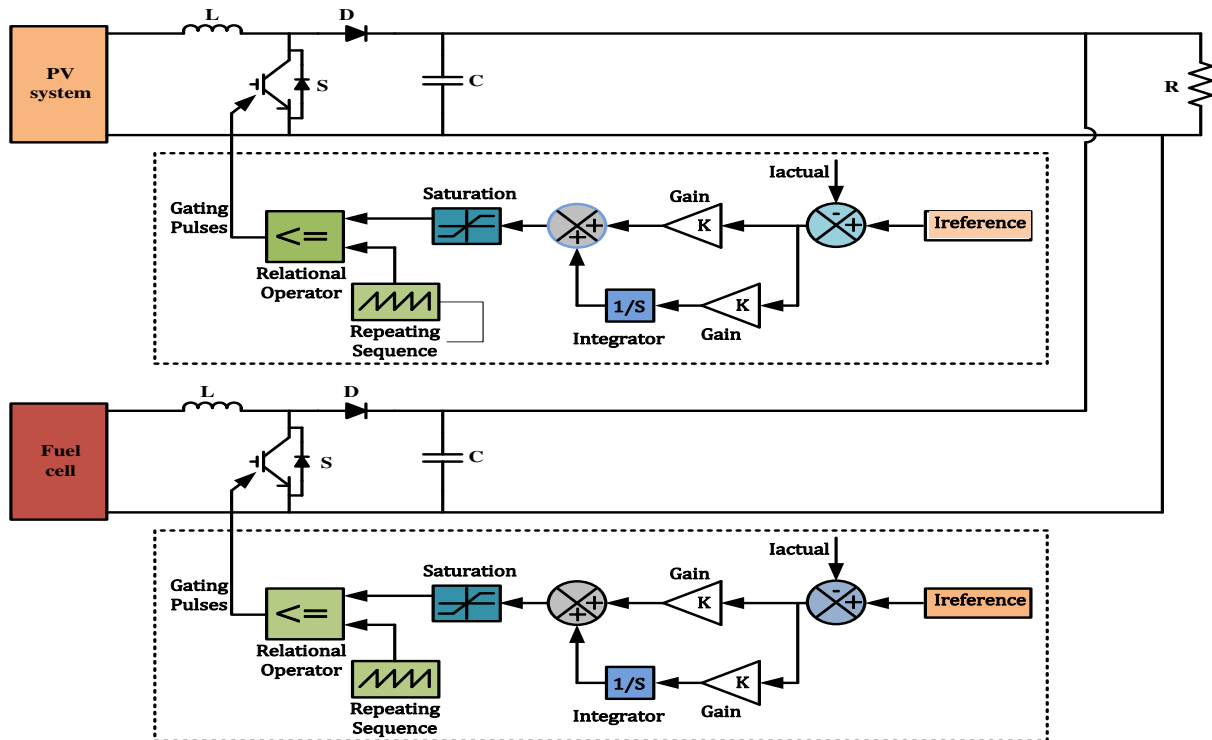 L
D
PV
system
S
C
R
Iactual
Gating
Pulses
Saturation
Gain
- +
<=
+
+
K
Ireference
Relational
Operator
1/S
K
Repeating
Sequence
Integrator
Gain
L
D
Fuel
cell
S
C
Iactual
Gating
Pulses
Saturation
Gain
- +
<=
+
+
K
Ireference
Relational
Operator
1/S
K
Repeating
Sequence
Integrator
Gain